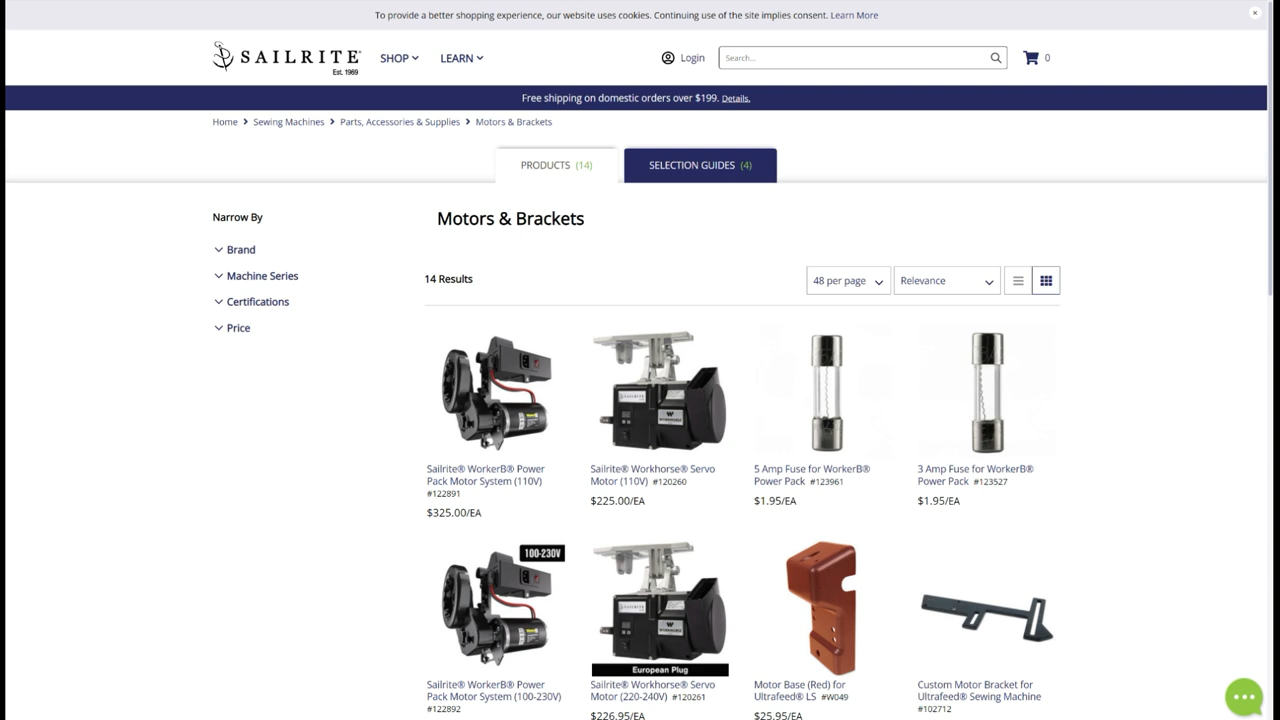 To provide a better shopping experience, our website uses cookies. Continuing use of the site implies consent. Learn More
SAILRITE®
Est. 1969
SHOP
LEARN
Login
Search...
0
Free shipping on domestic orders over $199. Details.
Home > Sewing Machines > Parts, Accessories & Supplies > Motors & Brackets
PRODUCTS (14)
SELECTION GUIDES (4)
Narrow By
Brand
Machine Series
Certifications
Price
Motors & Brackets
14 Results
48 per page
Relevance
Sailrite® WorkerB® Power
Pack Motor System (110V)
#122891
$325.00/EA
SAILRITE
WORKHORSE
Sailrite® Workhorse® Servo
Motor (110V) #120260
$225.00/EA
5 Amp Fuse for WorkerB®
Power Pack #123961
$1.95/EA
3 Amp Fuse for WorkerB®
Power Pack #123527
$1.95/EA
100-230V
Sailrite® WorkerB® Power
Pack Motor System (100-230V)
#122892
SAILRITE
WORKHORSE
European Plug
Sailrite® Workhorse® Servo
Motor (220-240V) #120261
$226.95/EA
Motor Base (Red) for
Ultrafeed® LS #W049
$25.95/EA
Custom Motor Bracket for
Ultrafeed® Sewing Machine
#102712